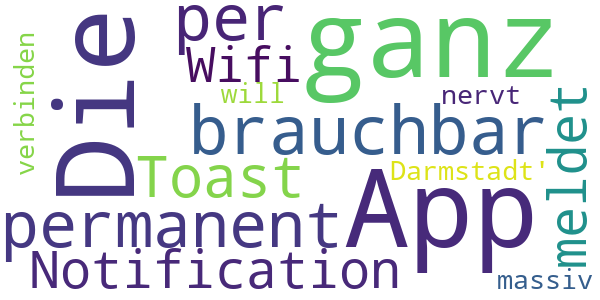 Die
per
ganz
Wifi
verbinden
will
nervt
brauchbar
meldet
Toast
Darmstadt'
App
permanent
Notification
massiv